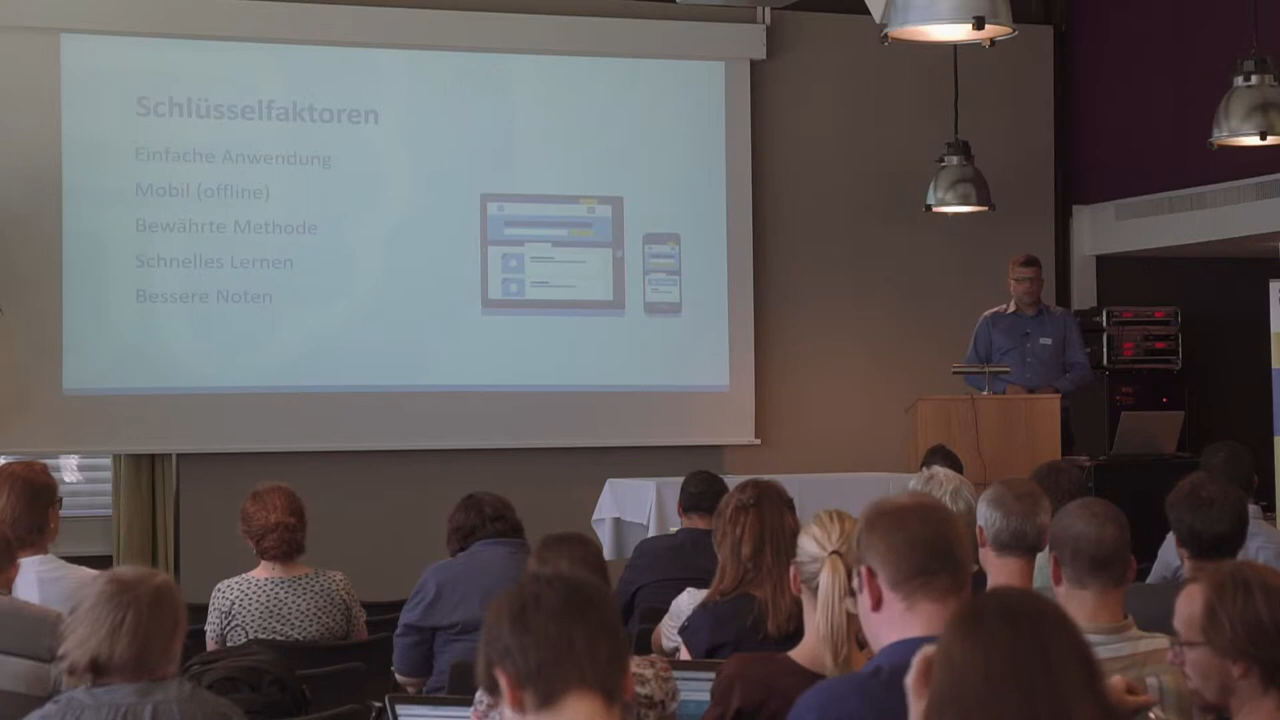 Schlüsselfaktoren
Einfache Anwendung
Mobil (offline)
Bewährte Methode
Schnelles Lernen
Bessere Noten